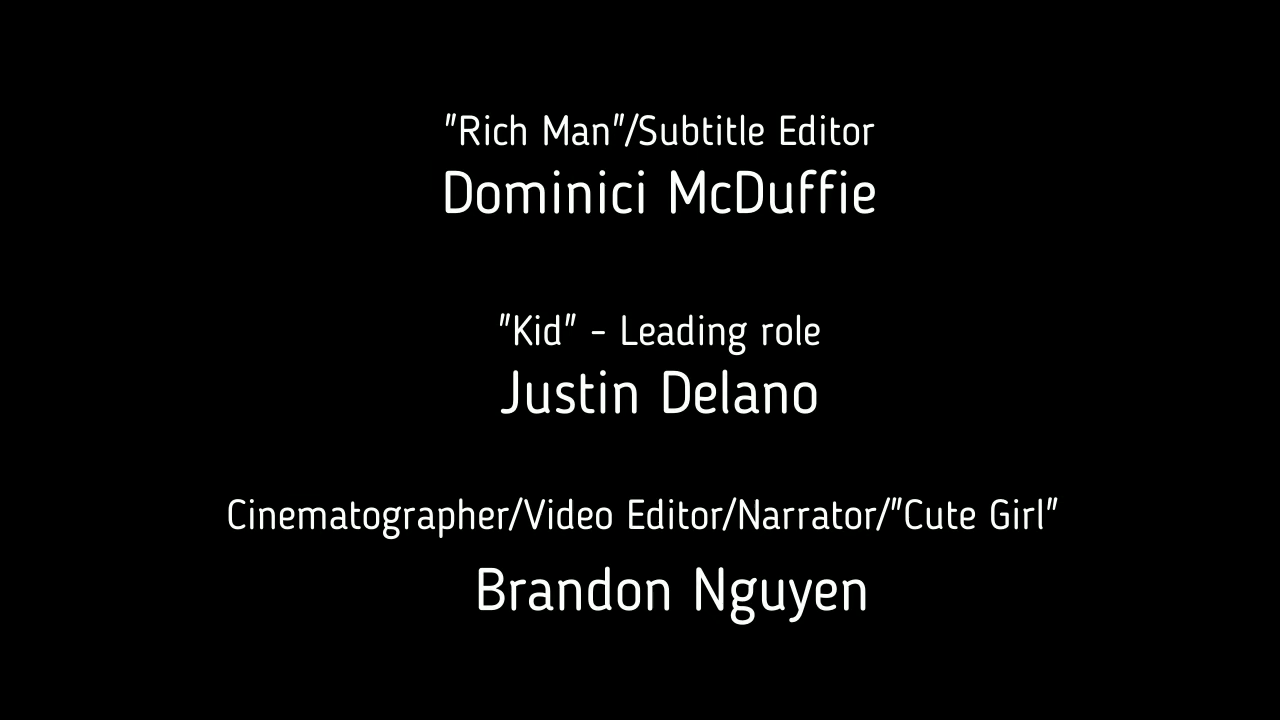 "Rich Man"/Subtitle Editor
Dominici McDuffie
"Kid" - Leading role
Justin Delano
Cinematographer/Video Editor/Narrator/"Cute Girl"
Brandon Nguyen